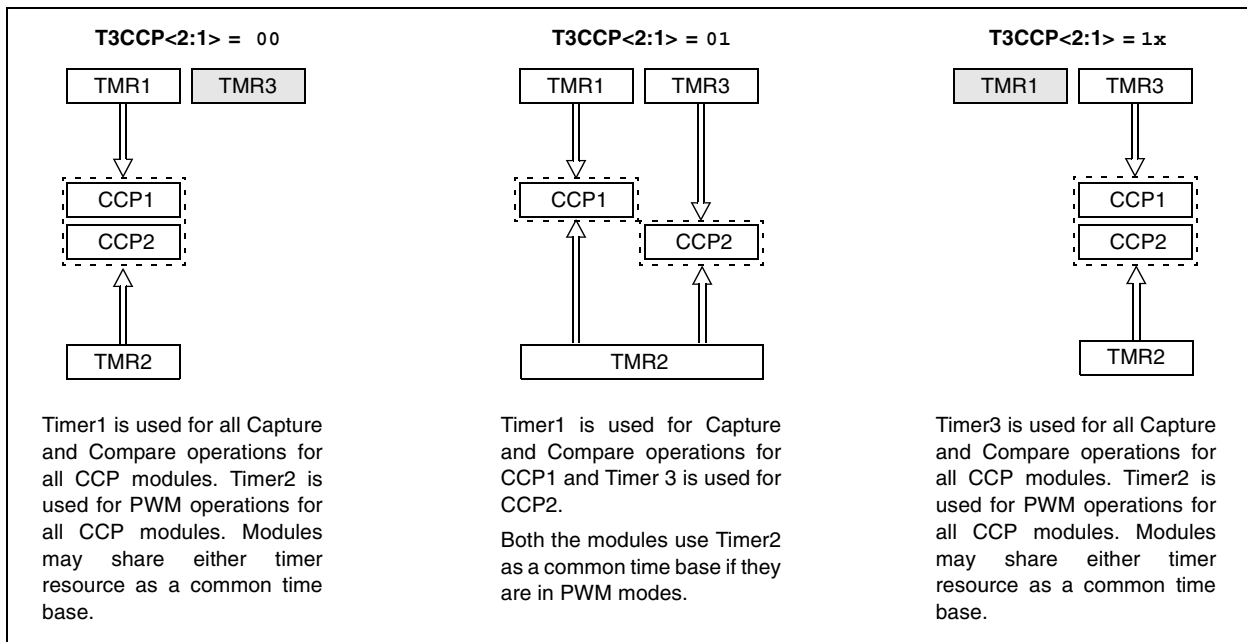 T3CCP<2:1> = 00
TMR1
TMR3
CCP1
CCP2
TMR2
Timer1 is used for all Capture
and Compare operations for
all CCP modules. Timer2 is
used for PWM operations for
all CCP modules. Modules
may share either timer
resource as a common time
base.
T3CCP<2:1> = 01
TMR1
TMR3
CCP1
CCP2
TMR2
Timer1 is used for Capture
and Compare operations for
CCP1 and Timer 3 is used for
CCP2.
Both the modules use Timer2
as a common time base if they
are in PWM modes.
T3CCP<2:1> = 1x
TMR1
TMR3
CCP1
CCP2
TMR2
Timer3 is used for all Capture
and Compare operations for
all CCP modules. Timer2 is
used for PWM operations for
all CCP modules. Modules
may share either timer
resource as a common time
base.